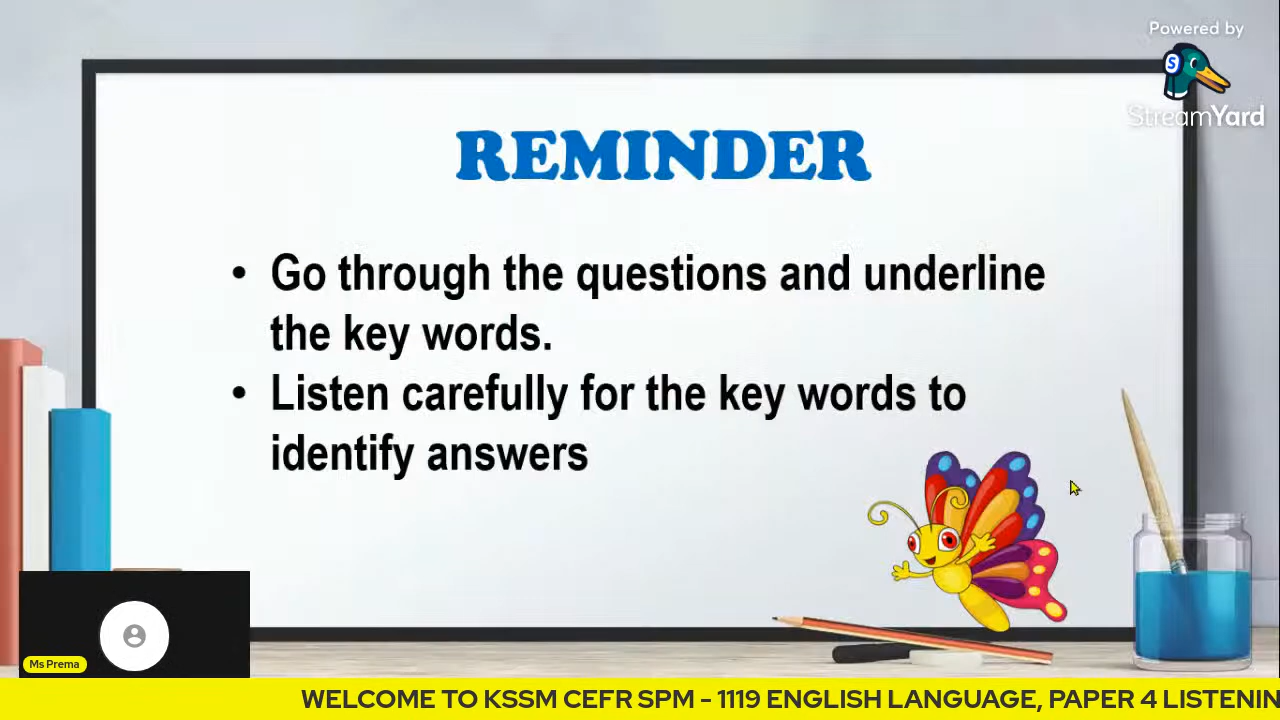 Powered by
S
StreamYard
REMINDER
• Go through the questions and underline
the key words.
• Listen carefully for the key words to
identify answers
Ms Prema
WELCOME TO KSSM CEFR SPM - 1119 ENGLISH LANGUAGE, PAPER 4 LISTENIN